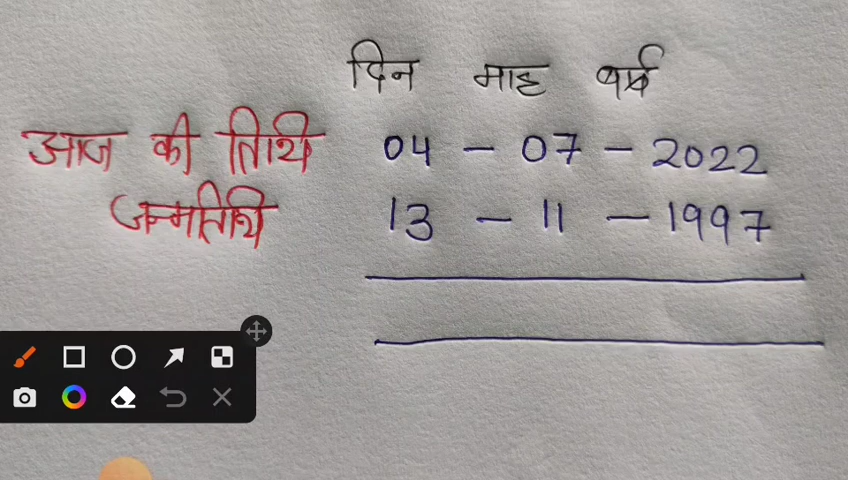 दिन माह वर्ष
आज की तिथि 04 - 07 - 2022
जन्मतिथि 13 - 11 - 1997